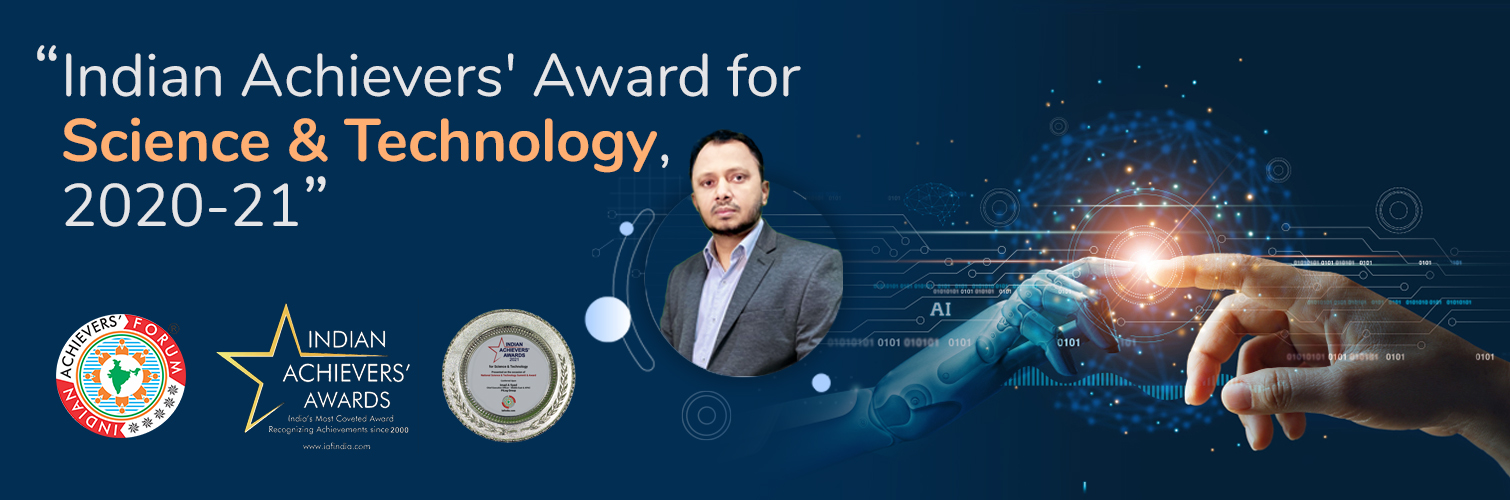 “Indian Achievers' Award for
Science & Technology,
2020-21”
INDIAN ACHIEVERS' FORUM
®
INDIAN
ACHIEVERS'
AWARDS
India's Most Coveted Award
Recognizing Achievements since 2000
www.iafindia.com
INDIAN
ACHIEVERS'
AWARDS
2021
for Science & Technology
AI
0101
010101 0101 010101
0101
0101
0101
0101